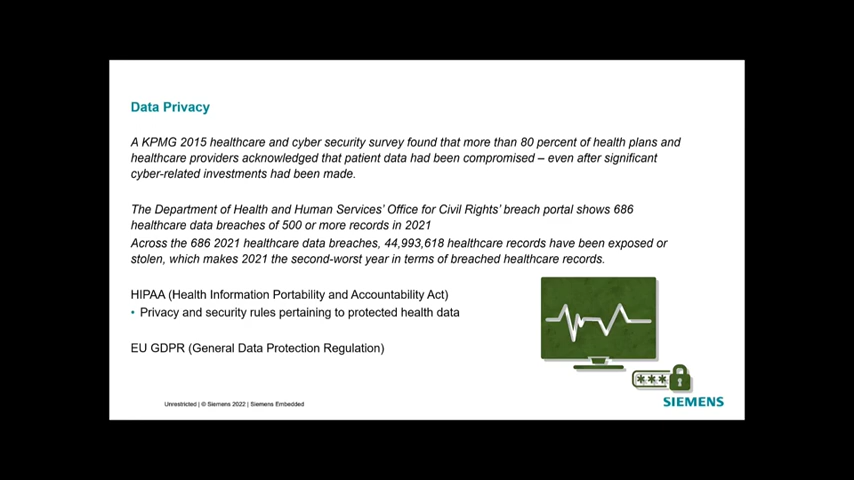 Data Privacy
A KPMG 2015 healthcare and cyber security survey found that more than 80 percent of health plans and
healthcare providers acknowledged that patient data had been compromised – even after significant
cyber-related investments had been made.
The Department of Health and Human Services' Office for Civil Rights' breach portal shows 686
healthcare data breaches of 500 or more records in 2021
Across the 686 2021 healthcare data breaches, 44,993,618 healthcare records have been exposed or
stolen, which makes 2021 the second-worst year in terms of breached healthcare records.
HIPAA (Health Information Portability and Accountability Act)
• Privacy and security rules pertaining to protected health data
EU GDPR (General Data Protection Regulation)
****
SIEMENS
Unrestricted | © Siemens 2022 | Siemens Embedded